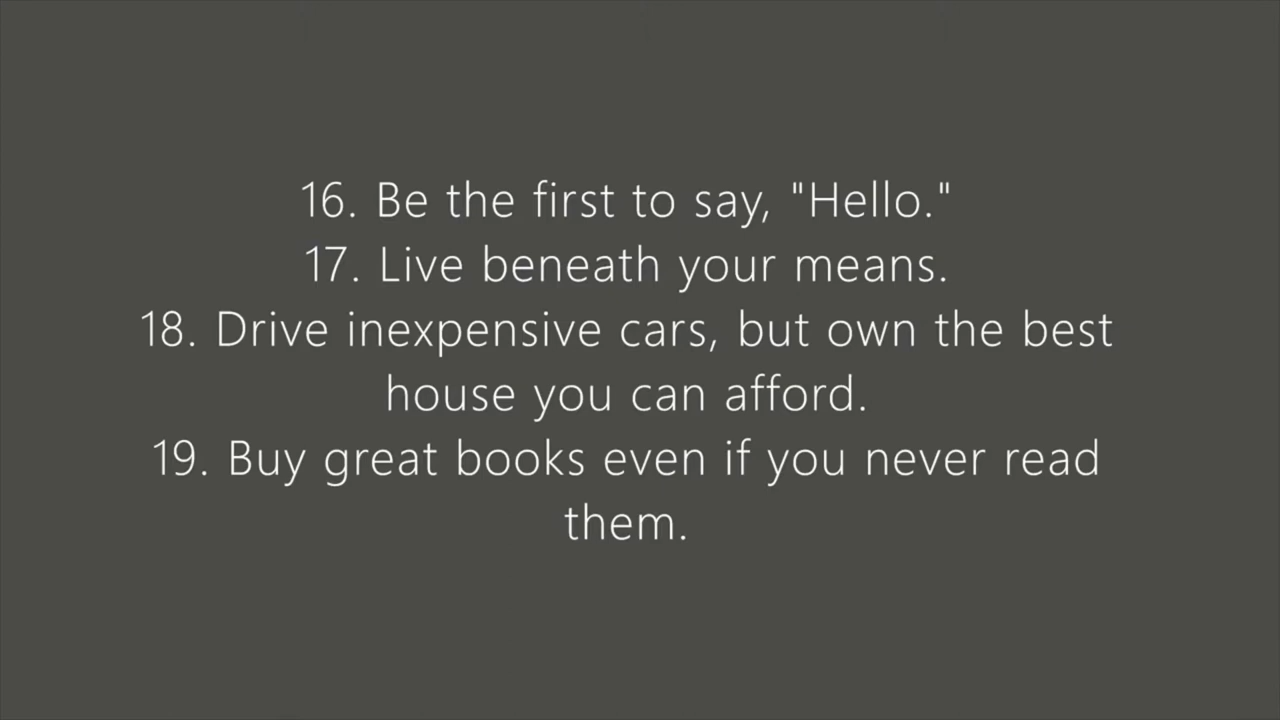 16. Be the first to say, "Hello."
17. Live beneath your means.
18. Drive inexpensive cars, but own the best
house you can afford.
19. Buy great books even if you never read
them.